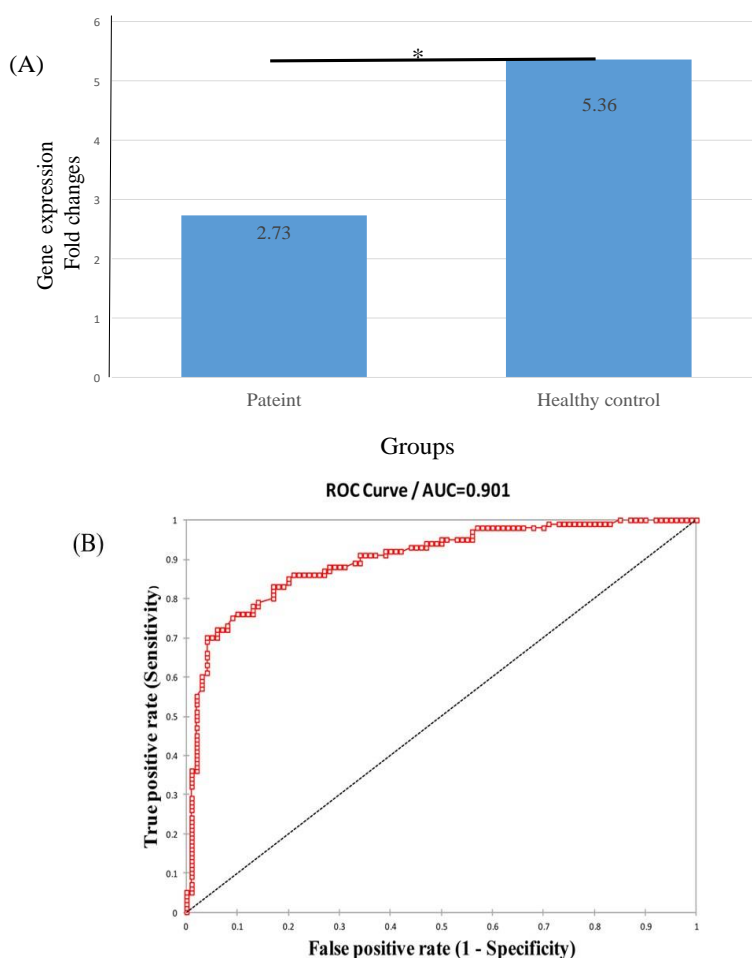 (A)
Gene expression
Fold changes
6
5
4
3
2
1
0
*
2.73
5.36
Pateint
Healthy control
Groups
ROC Curve / AUC=0.901
(B)
True positive rate (Sensitivity)
1
0.9
0.8
0.7
0.6
0.5
0.4
0.3
0.2
0.1
0
0 0.1 0.2 0.3 0.4 0.5 0.6 0.7 0.8 0.9 1
False positive rate (1 - Specificity)